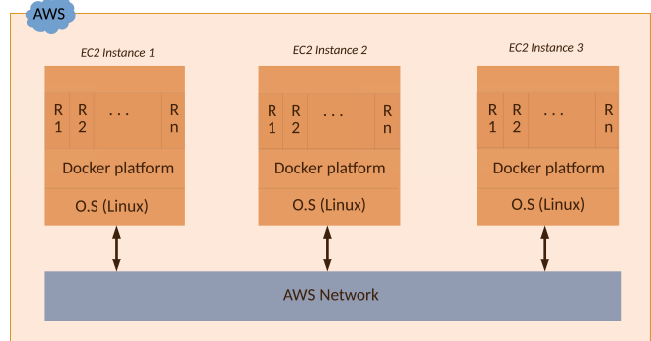 AWS
EC2 Instance 1
EC2 Instance 2
EC2 Instance 3
R R ... R
1 2 n
R R ... R
1 2 n
R R ... R
1 2 n
Docker platform
Docker platform
Docker platform
O.S (Linux)
O.S (Linux)
O.S (Linux)
AWS Network